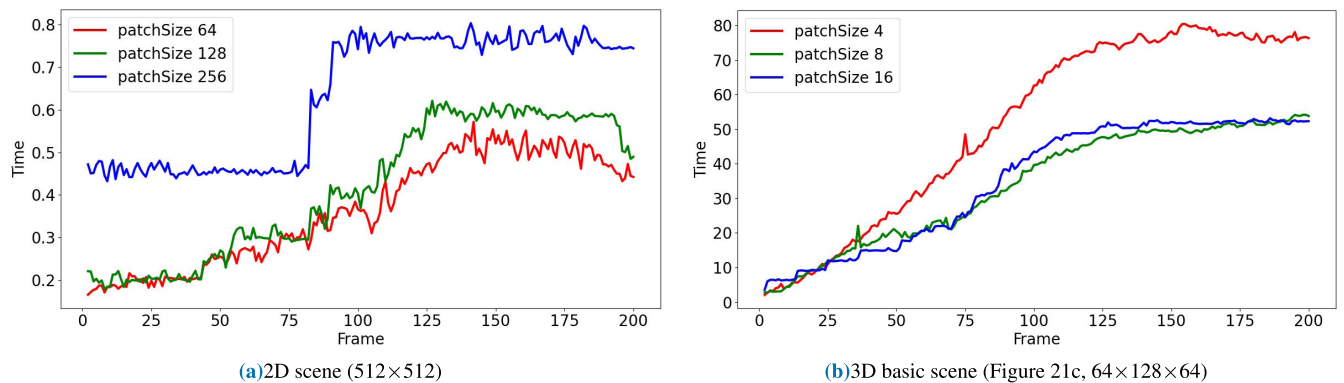 0.8
0.7
0.6
0.5
0.4
0.3
0.2
Time
patchSize 64
patchSize 128
patchSize 256
0 25 50 75 100 125 150 175 200
Frame
(a)2D scene (512×512)
80
70
60
50
40
30
20
10
0
Time
patchSize 4
patchSize 8
patchSize 16
0 25 50 75 100 125 150 175 200
Frame
(b)3D basic scene (Figure 21c, 64×128×64)